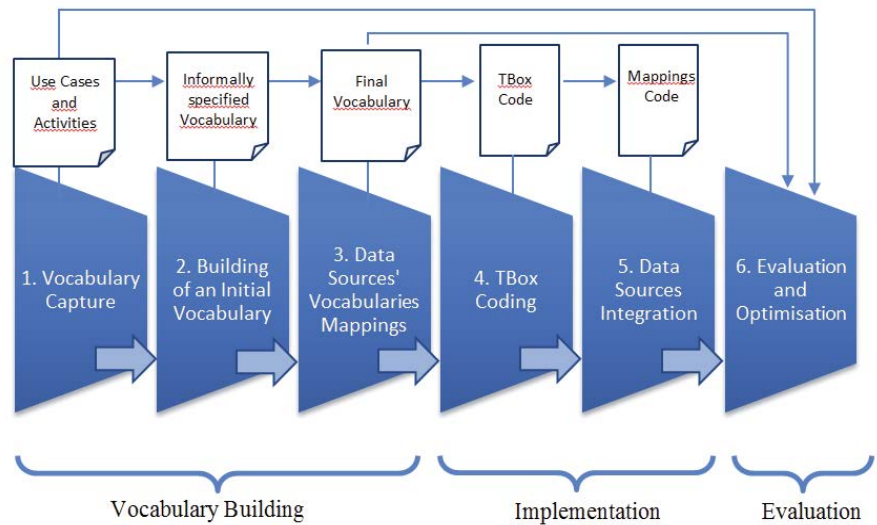 Use Cases
and
Activities
Informally
specified
Vocabulary
Final
Vocabulary
TBox
Code
Mappings
Code
1. Vocabulary
Capture
2. Building
of an Initial
Vocabulary
3. Data
Sources'
Vocabularies
Mappings
4. TBox
Coding
5. Data
Sources
Integration
6. Evaluation
and
Optimisation
Vocabulary Building
Implementation
Evaluation